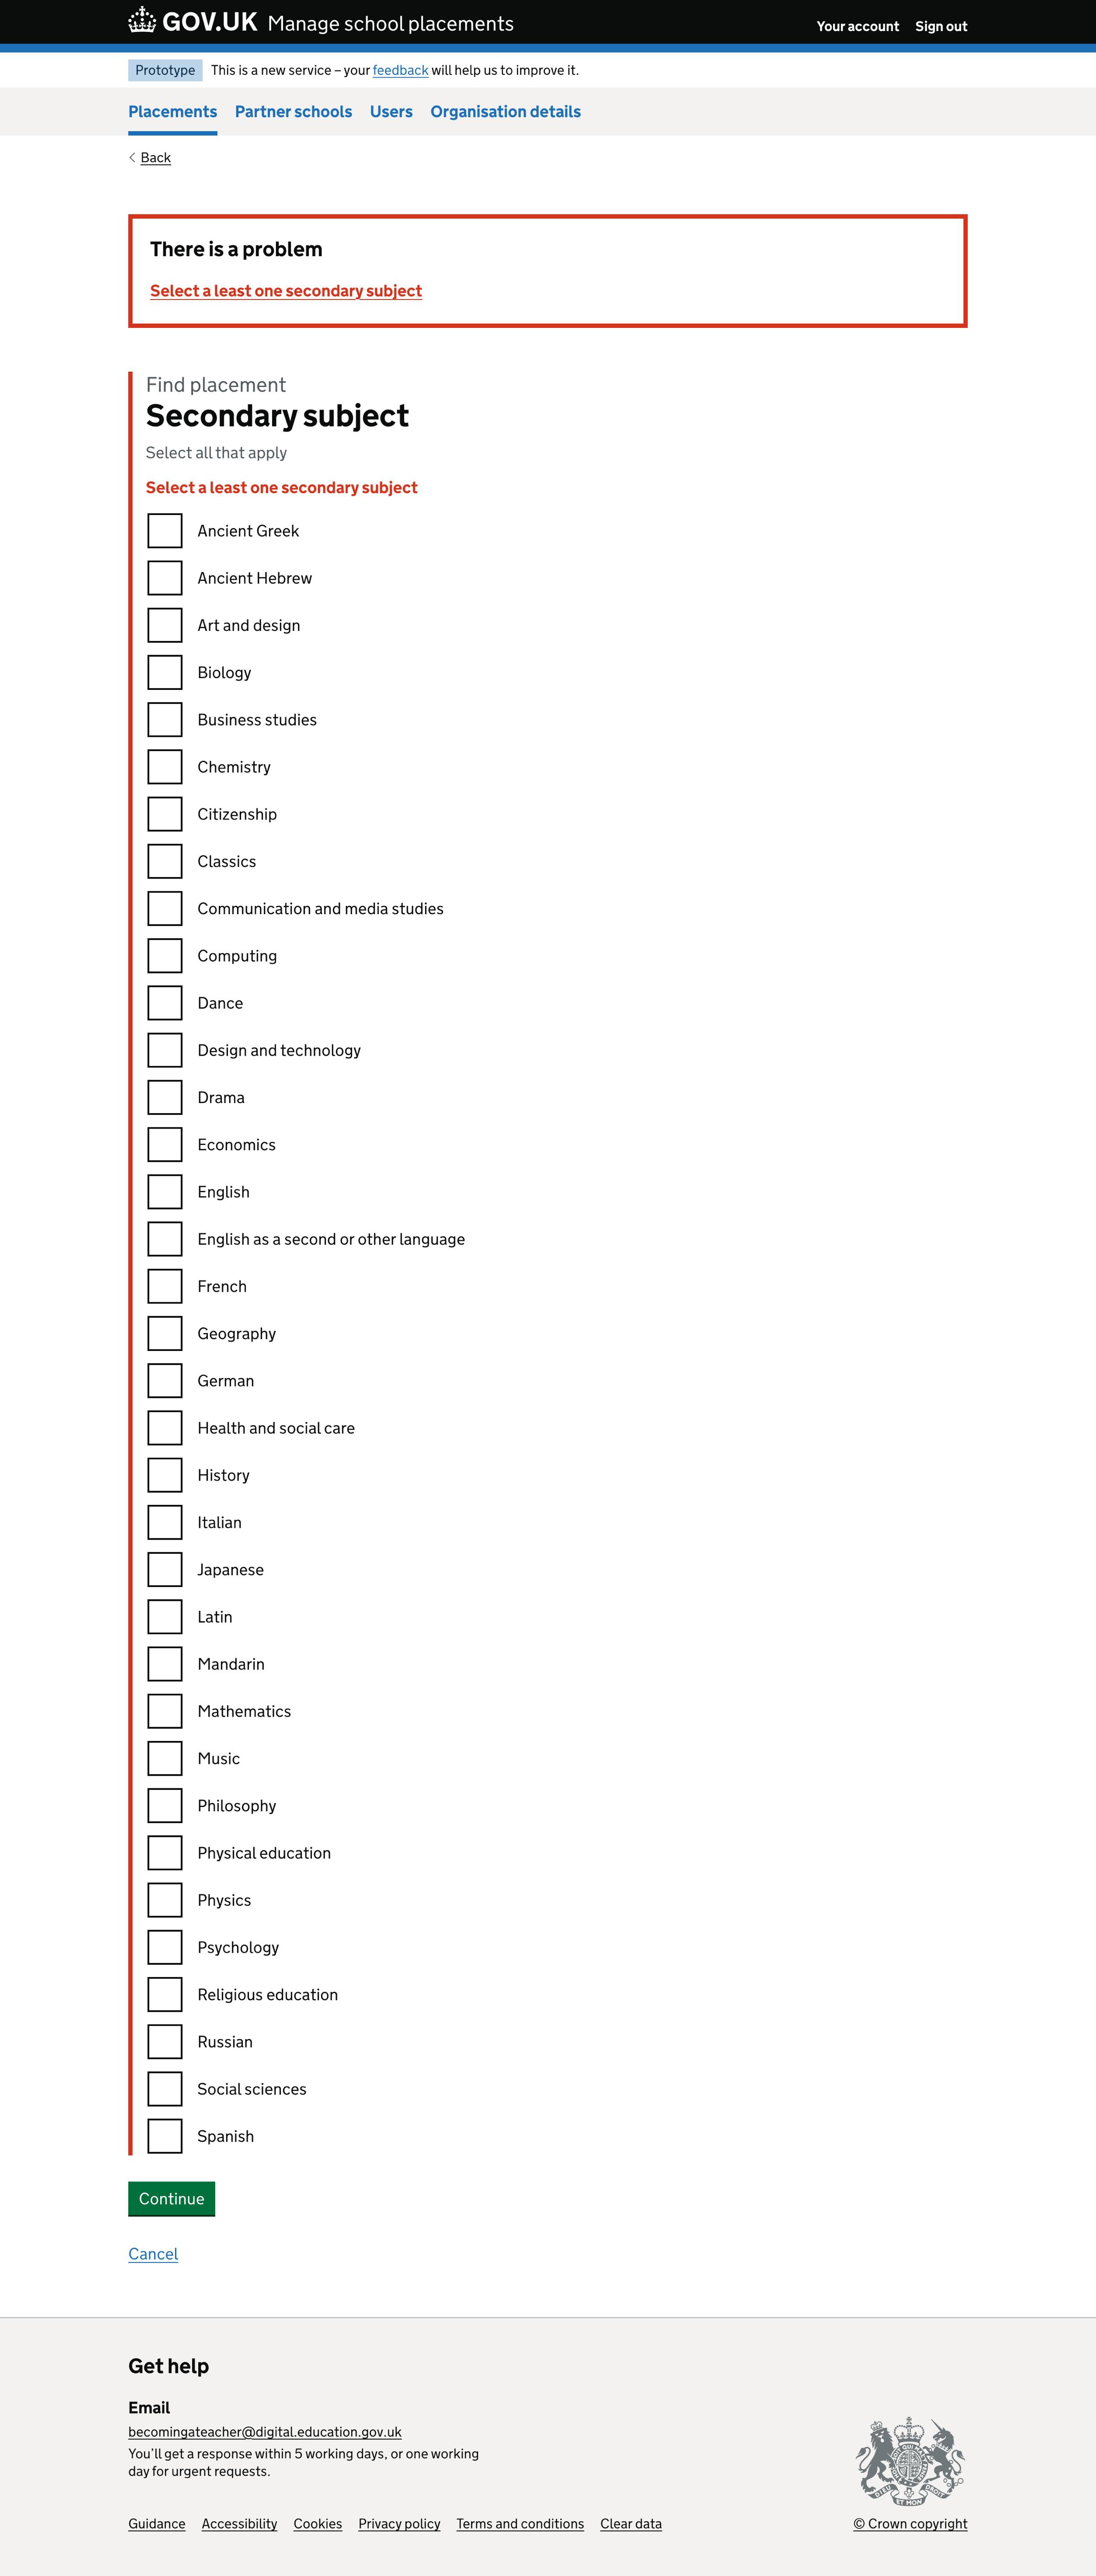 GOV.UK Manage school placements Your account Sign out
Prototype This is a new service – your feedback will help us to improve it.
Placements Partner schools Users Organisation details
Back
There is a problem
Select a least one secondary subject
Find placement
Secondary subject
Select all that apply
Select a least one secondary subject
Ancient Greek
Ancient Hebrew
Art and design
Biology
Business studies
Chemistry
Citizenship
Classics
Communication and media studies
Computing
Dance
Design and technology
Drama
Economics
English
English as a second or other language
French
Geography
German
Health and social care
History
Italian
Japanese
Latin
Mandarin
Mathematics
Music
Philosophy
Physical education
Physics
Psychology
Religious education
Russian
Social sciences
Spanish
Continue
Cancel
Get help
Email
becomingateacher@digital.education.gov.uk
You’ll get a response within 5 working days, or one working
day for urgent requests.
DIEU ET MON DROIT
Guidance Accessibility Cookies Privacy policy Terms and conditions Clear data © Crown copyright